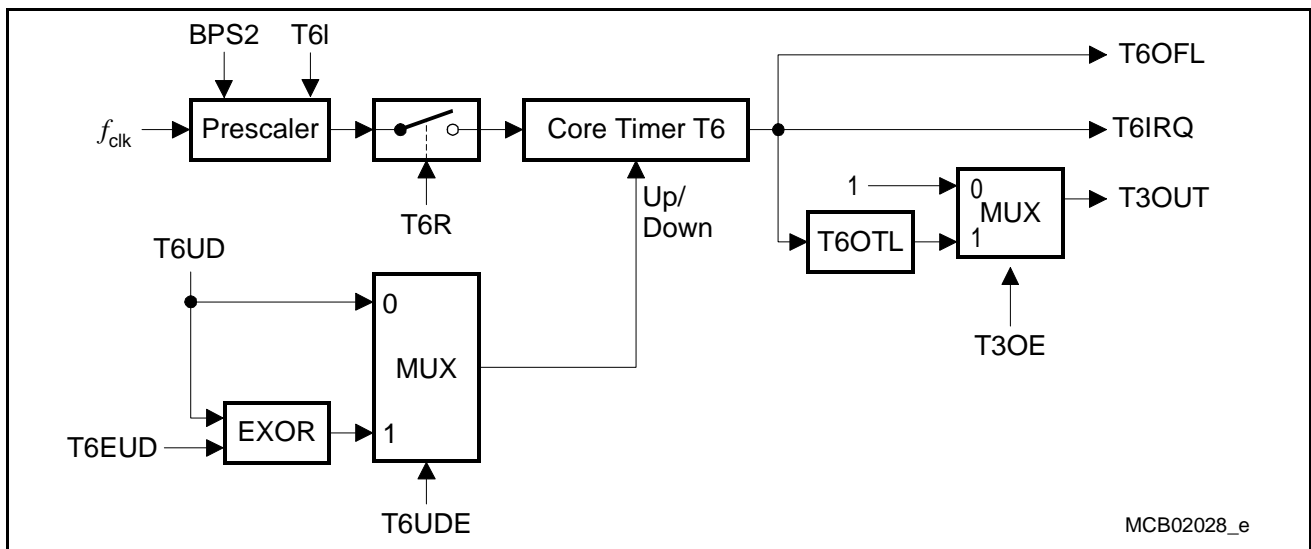 BPS2 T6I
T6OFL
f clk Prescaler Core Timer T6 T6IRQ
T6R
Up/
Down
1 0
MUX T3OUT
T6OTL 1
T3OE
T6UD
0
MUX
EXOR 1
T6EUD
T6UDE
MCB02028_e